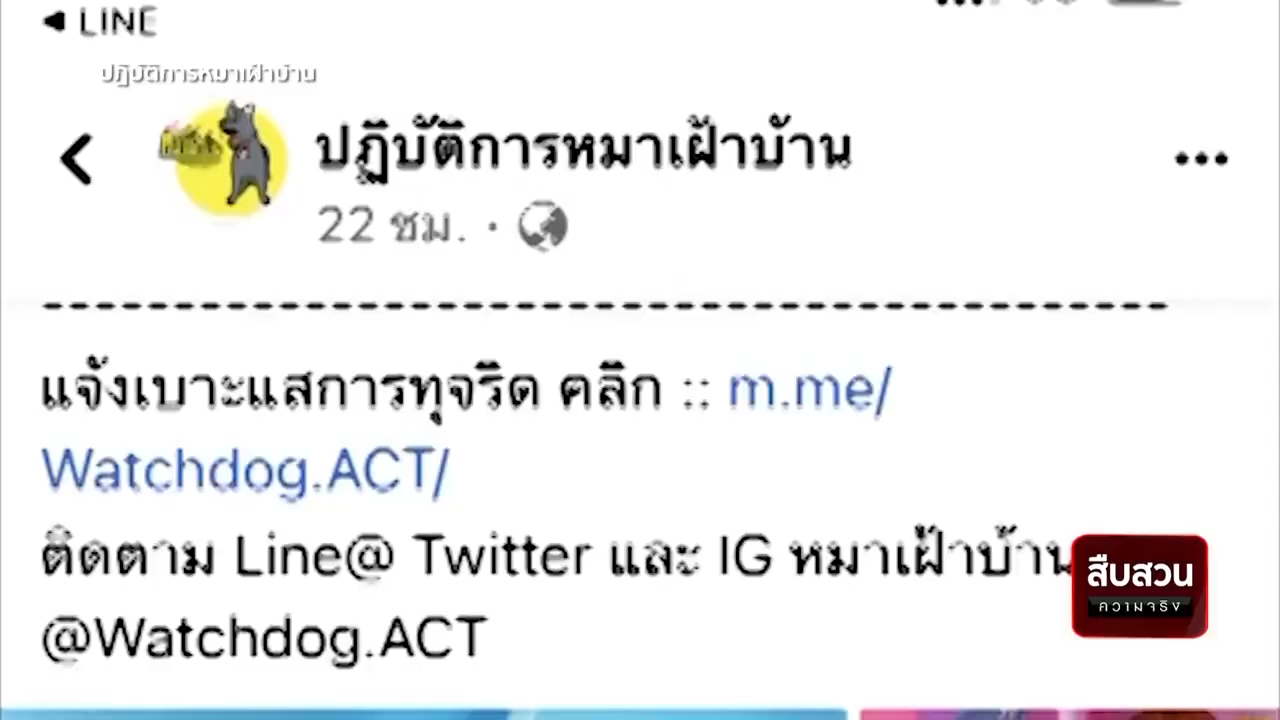 LINE
ปฏิบัติการหมาเฝ้าบ้าน
ปฏิบัติการหมาเฝ้าบ้าน
22 ชม. ·
แจ้งเบาะแสการทุจริต คลิก :: m.me/
Watchdog.ACT/
ติดตาม Line@ Twitter และ IG หมาเฝ้าบ้าน
@Watchdog.ACT
สืบสวน
ความจริง